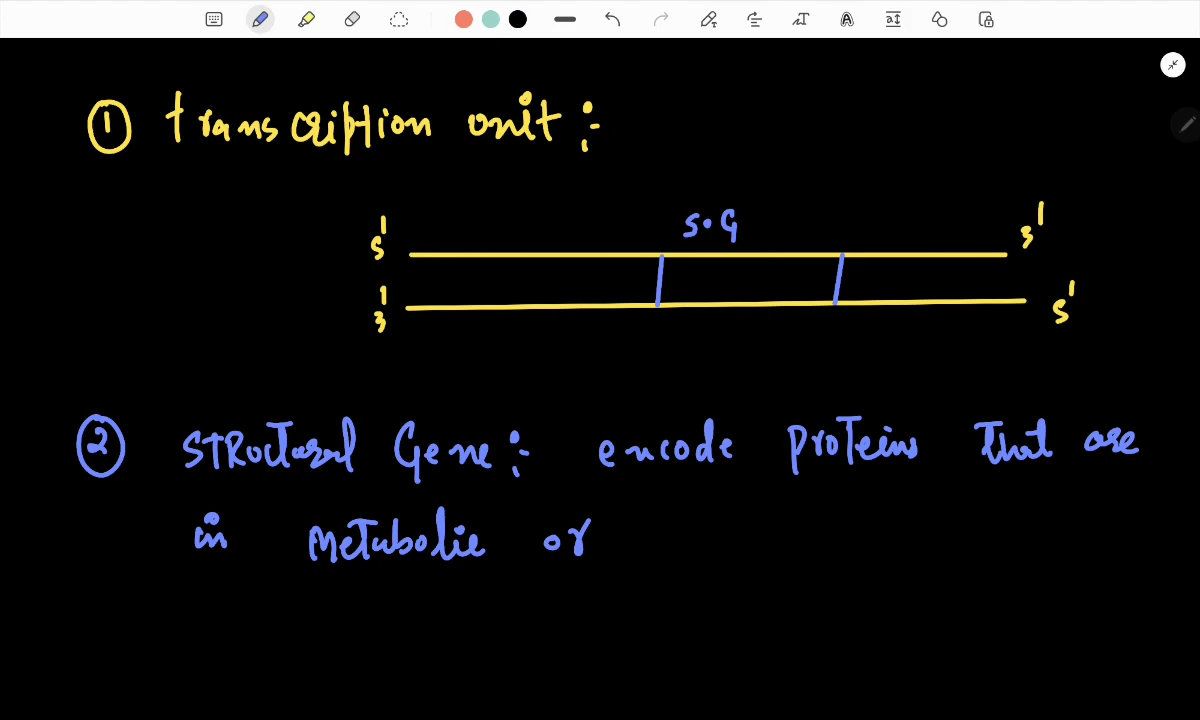 ① transcription unit :-
S·G
5' 3'
3' 5'
② Structural Gene :- encode proteins that are
in Metabolic or